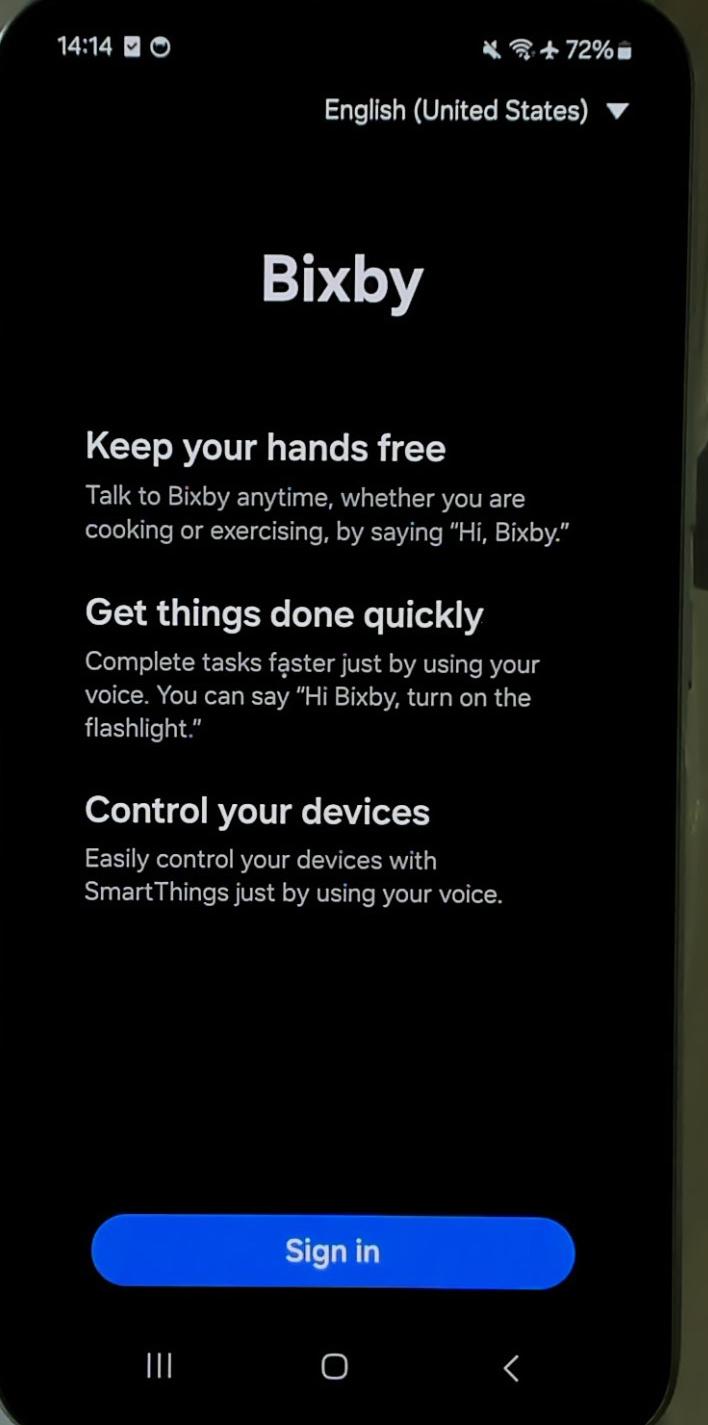 14:14 72%
English (United States)
Bixby
Keep your hands free
Talk to Bixby anytime, whether you are
cooking or exercising, by saying “Hi, Bixby.”
Get things done quickly
Complete tasks faster just by using your
voice. You can say “Hi Bixby, turn on the
flashlight.”
Control your devices
Easily control your devices with
SmartThings just by using your voice.
Sign in